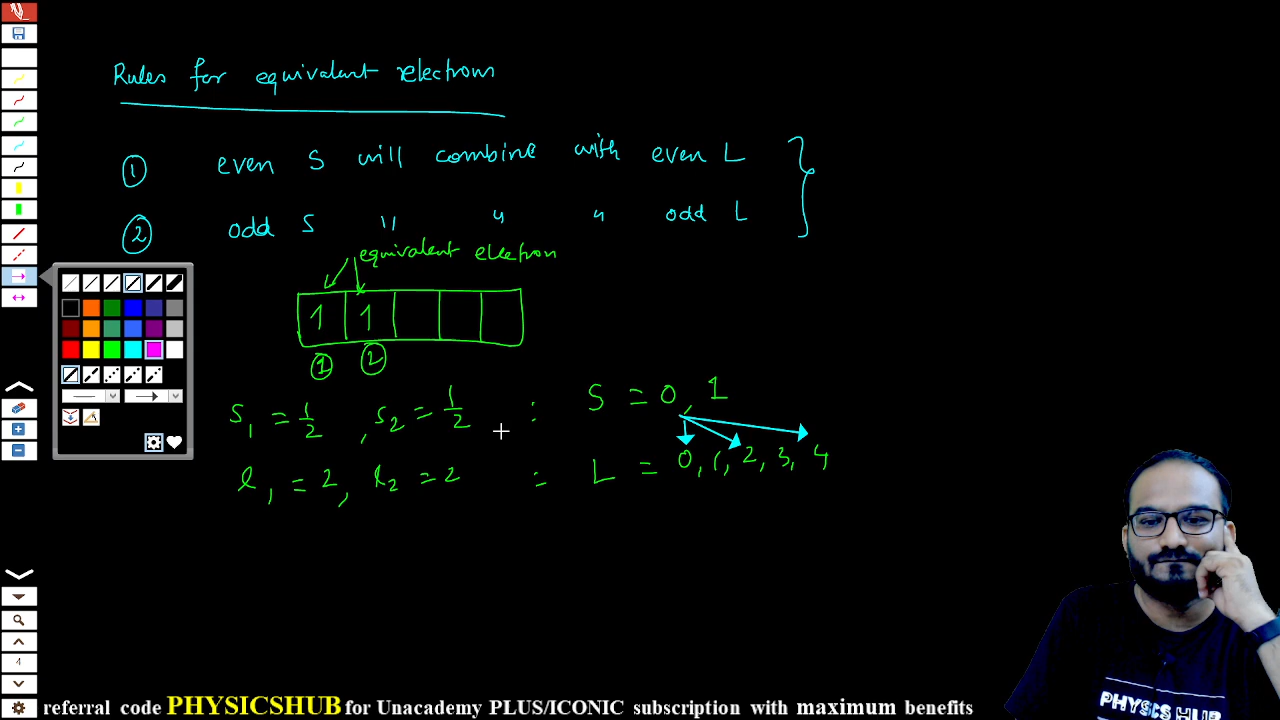 Rules for equivalent electrons
① even S will combine with even L
② odd S " " " odd L
equivalent electron
1 1
① ②
s₁ = 1/2, s₂ = 1/2 : S = 0, 1
l₁ = 2, l₂ = 2 : L = 0, 1, 2, 3, 4
4
PHYSICS HUB
referral code PHYSICSHUB for Unacademy PLUS/ICONIC subscription with maximum benefits